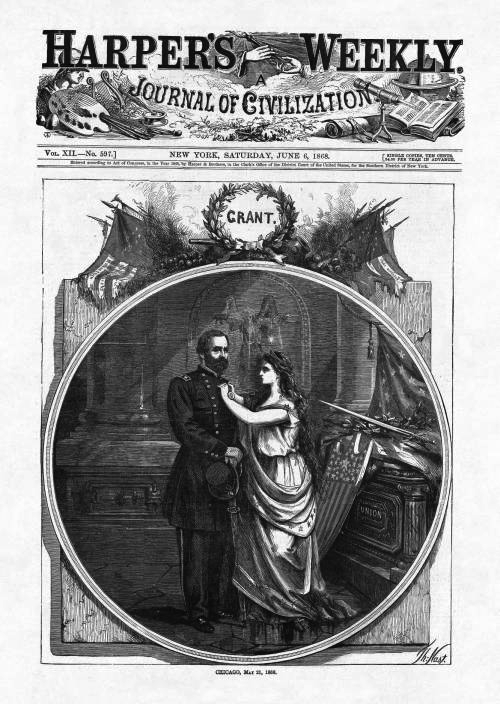 HARPER'S WEEKLY.
A
JOURNAL OF CIVILIZATION
VOL. XII.—No. 597.] NEW YORK, SATURDAY, JUNE 6, 1868. [SINGLE COPIES, TEN CENTS.
$4.00 PER YEAR IN ADVANCE.
Entered according to Act of Congress, in the Year 1868, by Harper & Brothers, in the Clerk's Office of the District Court of the United States, for the Southern District of New York.
GRANT.
UNION
Th. Nast.
CHICAGO, MAY 21, 1868.